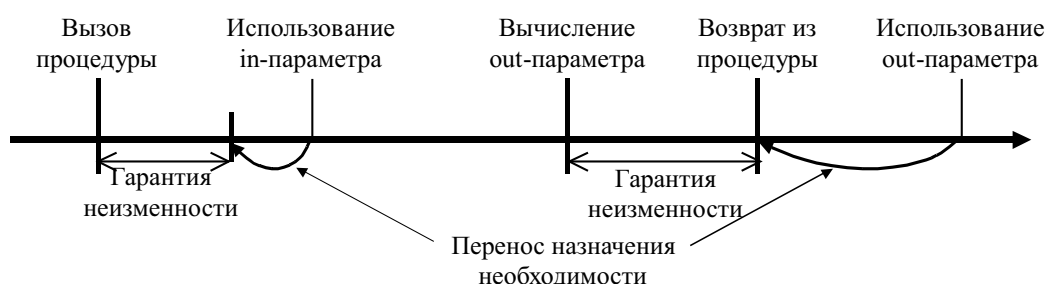 Вызов
процедуры
Использование
in-параметра
Вычисление
out-параметра
Возврат из
процедуры
Использование
out-параметра
Гарантия
неизменности
Гарантия
неизменности
Перенос назначения
необходимости